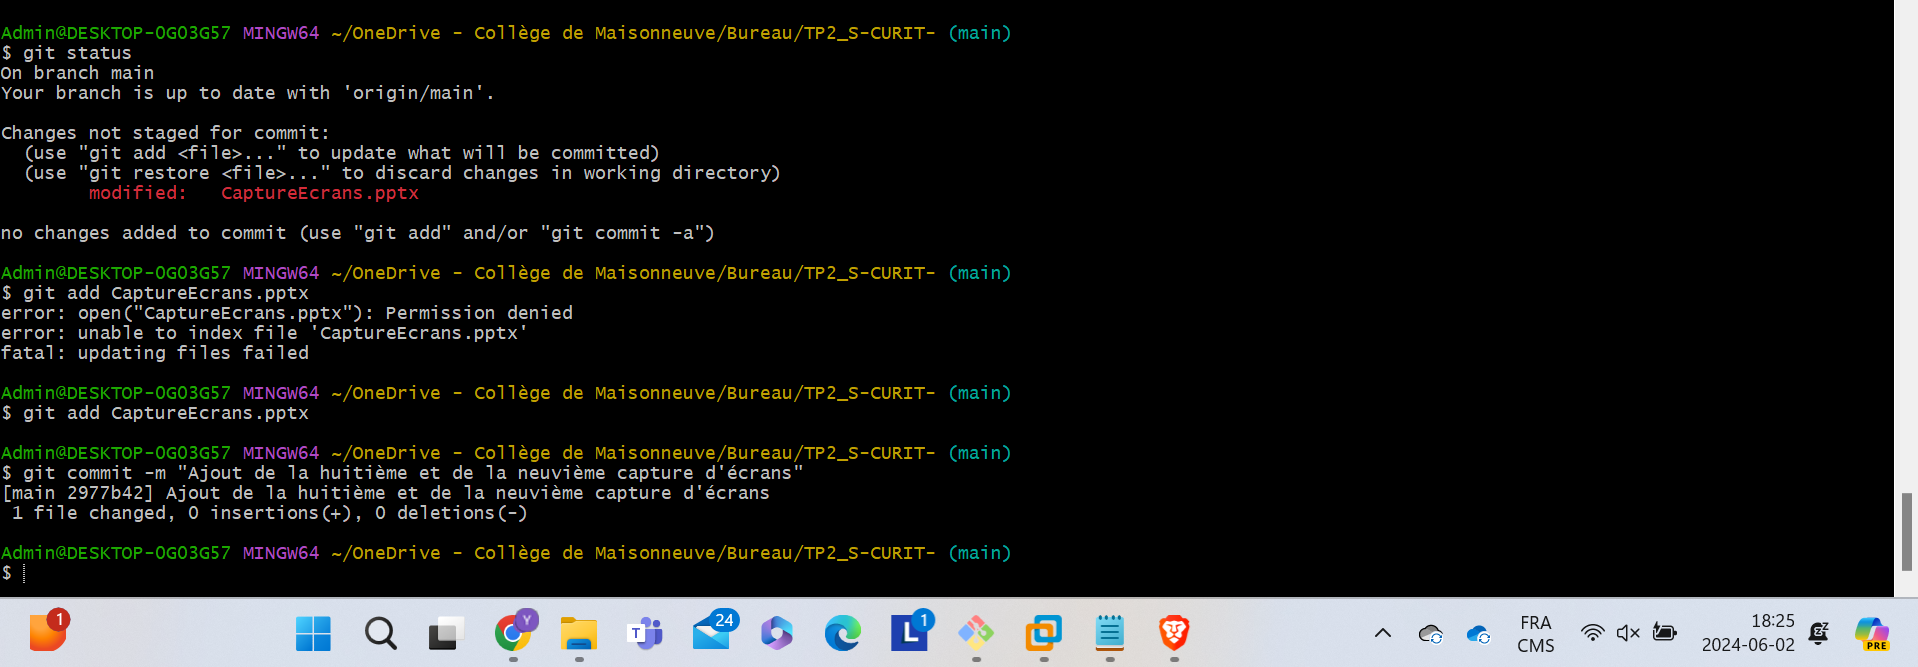 Admin@DESKTOP-0G03G57 MINGW64 ~/OneDrive - Collège de Maisonneuve/Bureau/TP2_S-CURIT- (main)
$ git status
On branch main
Your branch is up to date with 'origin/main'.
Changes not staged for commit:
(use "git add <file>..." to update what will be committed)
(use "git restore <file>..." to discard changes in working directory)
modified: CaptureEcrans.pptx
no changes added to commit (use "git add" and/or "git commit -a")
Admin@DESKTOP-0G03G57 MINGW64 ~/OneDrive - Collège de Maisonneuve/Bureau/TP2_S-CURIT- (main)
$ git add CaptureEcrans.pptx
error: open("CaptureEcrans.pptx"): Permission denied
error: unable to index file 'CaptureEcrans.pptx'
fatal: updating files failed
Admin@DESKTOP-0G03G57 MINGW64 ~/OneDrive - Collège de Maisonneuve/Bureau/TP2_S-CURIT- (main)
$ git add CaptureEcrans.pptx
Admin@DESKTOP-0G03G57 MINGW64 ~/OneDrive - Collège de Maisonneuve/Bureau/TP2_S-CURIT- (main)
$ git commit -m "Ajout de la huitième et de la neuvième capture d'écrans"
[main 2977b42] Ajout de la huitième et de la neuvième capture d'écrans
1 file changed, 0 insertions(+), 0 deletions(-)
Admin@DESKTOP-0G03G57 MINGW64 ~/OneDrive - Collège de Maisonneuve/Bureau/TP2_S-CURIT- (main)
$
1
Y
T
24
L
1
FRA
CMS
18:25
2024-06-02
PRE